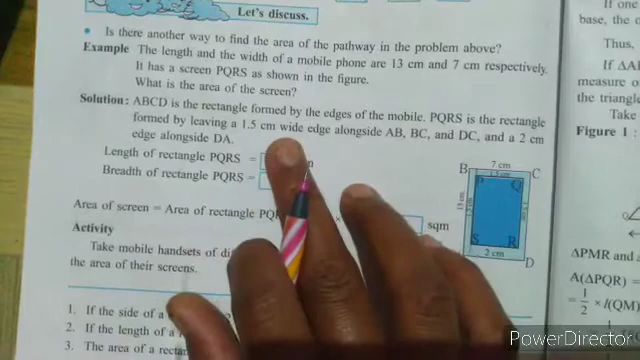 Let's discuss.
• Is there another way to find the area of the pathway in the problem above?
Example The length and the width of a mobile phone are 13 cm and 7 cm respectively.
It has a screen PQRS as shown in the figure.
What is the area of the screen?
Solution: ABCD is the rectangle formed by the edges of the mobile. PQRS is the rectangle
formed by leaving a 1.5 cm wide edge alongside AB, BC, and DC, and a 2 cm
edge alongside DA.
Length of rectangle PQRS =
Breadth of rectangle PQRS =
Area of screen = Area of rectangle PQ
×
sqm
Activity
Take mobile handsets of di
the area of their screens.
1. If the side of a
2. If the length of a
3. The area of a recta
B
7 cm
C
1.5 cm
Q
13 cm
S
R
2 cm
D
If one
base, the
Thus,
If
measure o
the triangl
Take
Figure 1 :
ΔPMR and
A(ΔPQR) =
= 1/2 × l(QM)
PowerDirector